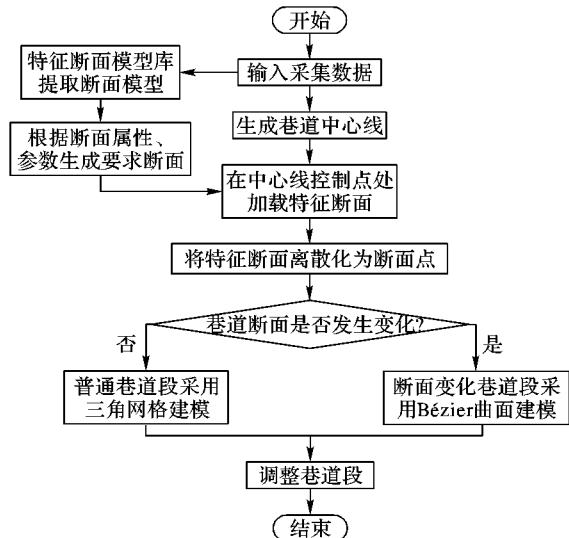 开始
输入采集数据
特征断面模型库
提取断面模型
生成巷道中心线
根据断面属性、
参数生成要求断面
在中心线控制点处
加载特征断面
将特征断面离散化为断面点
巷道断面是否发生变化?
否
是
普通巷道段采用
三角网格建模
断面变化巷道段采
用Bézier曲面建模
调整巷道段
结束